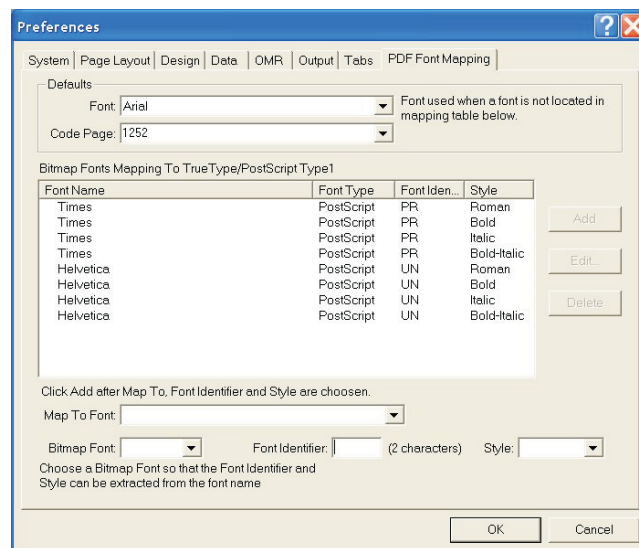 Preferences
System Page Layout Design Data OMR Output Tabs PDF Font Mapping
Defaults
Font: Arial
Font used when a font is not located in
mapping table below.
Code Page: 1252
Bitmap Fonts Mapping To TrueType/PostScript Type1
Font Name Font Type Font Iden... Style
Times PostScript PR Roman
Times PostScript PR Bold
Times PostScript PR Italic
Times PostScript PR Bold-Italic
Helvetica PostScript UN Roman
Helvetica PostScript UN Bold
Helvetica PostScript UN Italic
Helvetica PostScript UN Bold-Italic
Add
Edit...
Delete
Click Add after Map To, Font Identifier and Style are choosen.
Map To Font:
Bitmap Font: Font Identifier: (2 characters) Style:
Choose a Bitmap Font so that the Font Identifier and
Style can be extracted from the font name
OK Cancel